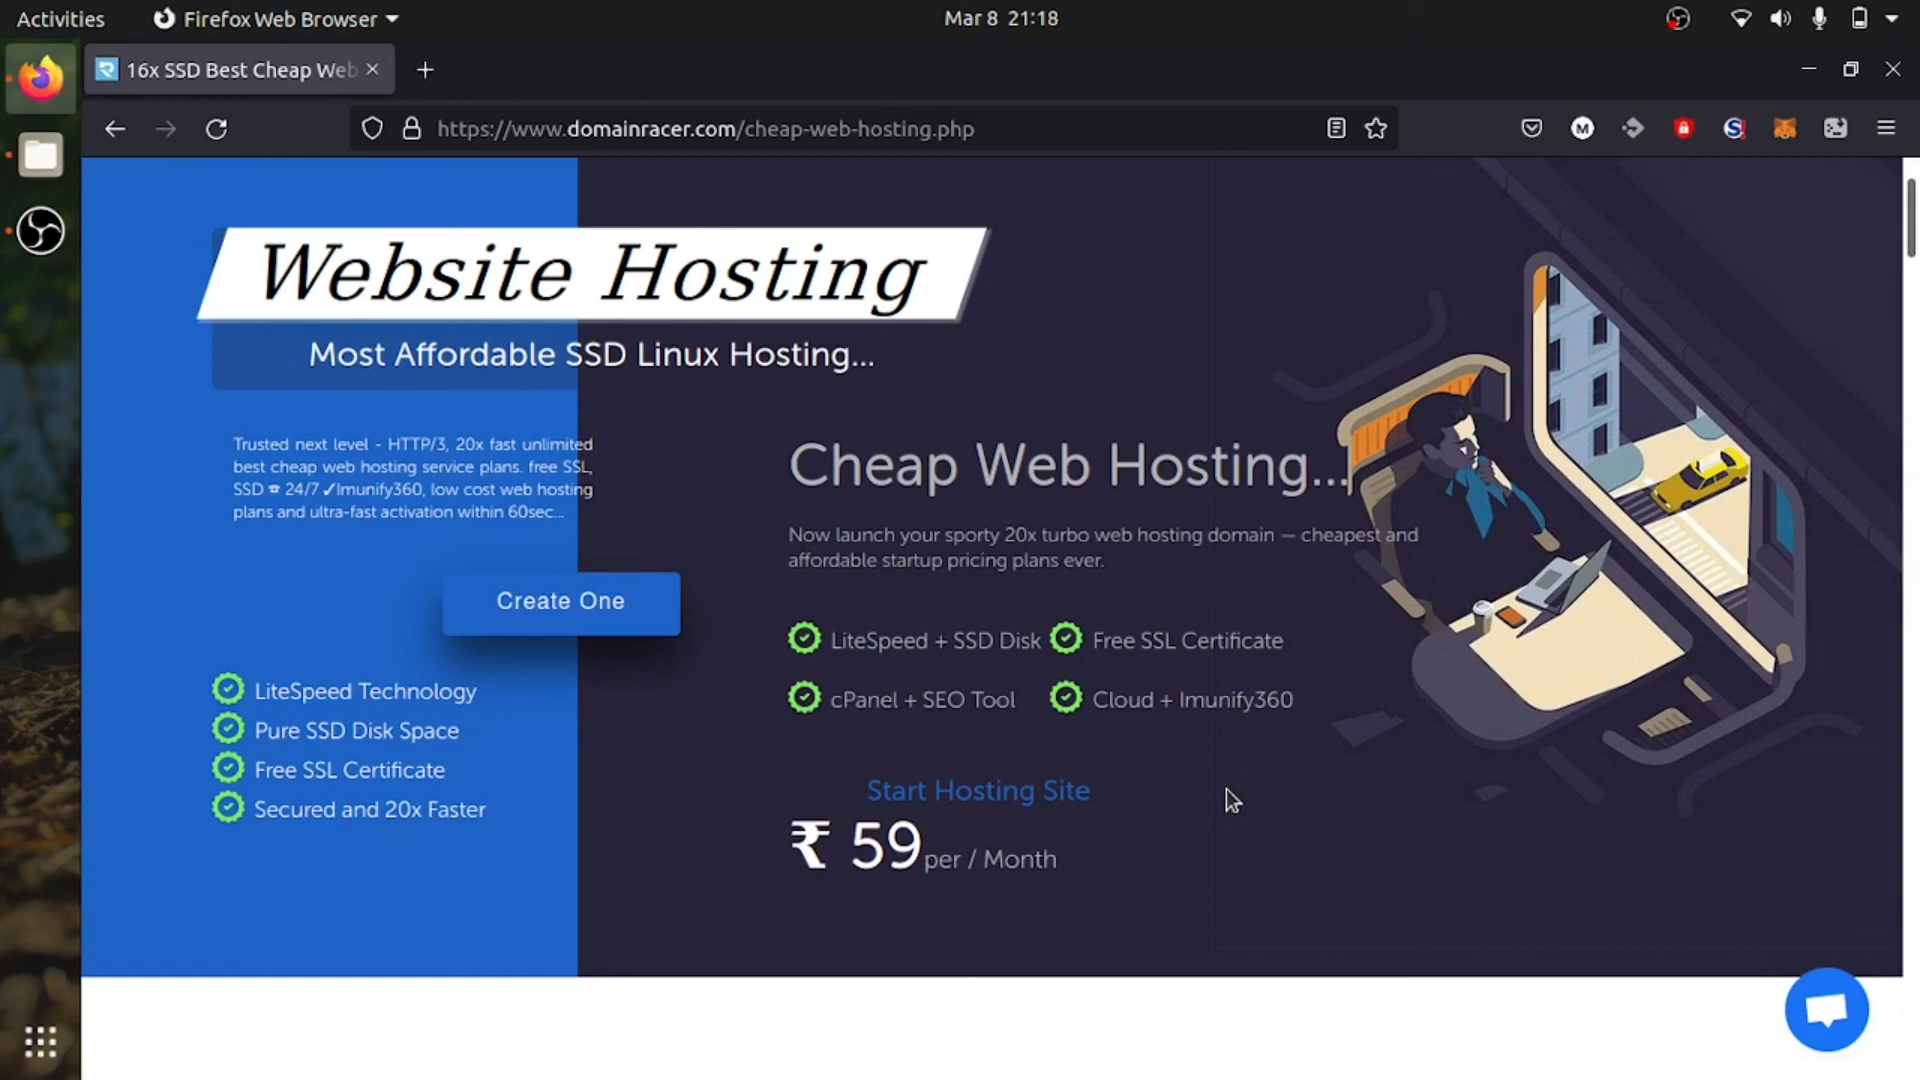 Activities
Firefox Web Browser
Mar 8 21:18
16x SSD Best Cheap Web
https://www.domainracer.com/cheap-web-hosting.php
Website Hosting
Most Affordable SSD Linux Hosting...
Trusted next level - HTTP/3, 20x fast unlimited
best cheap web hosting service plans. free SSL,
SSD ☎ 24/7 ✓Imunify360, low cost web hosting
plans and ultra-fast activation within 60sec...
Create One
LiteSpeed Technology
Pure SSD Disk Space
Free SSL Certificate
Secured and 20x Faster
Cheap Web Hosting...
Now launch your sporty 20x turbo web hosting domain — cheapest and
affordable startup pricing plans ever.
LiteSpeed + SSD Disk
Free SSL Certificate
cPanel + SEO Tool
Cloud + Imunify360
Start Hosting Site
₹ 59 per / Month